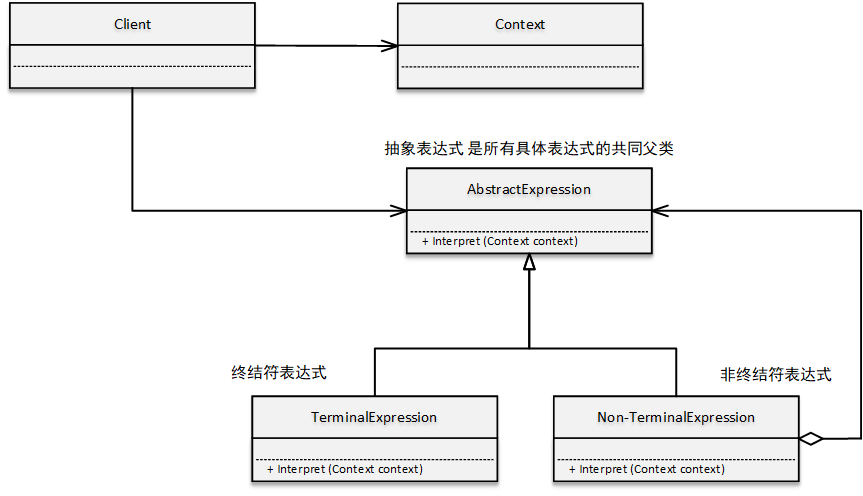 Client
Context
抽象表达式 是所有具体表达式的共同父类
AbstractExpression
+ Interpret (Context context)
终结符表达式
非终结符表达式
TerminalExpression
Non-TerminalExpression
+ Interpret (Context context)
+ Interpret (Context context)